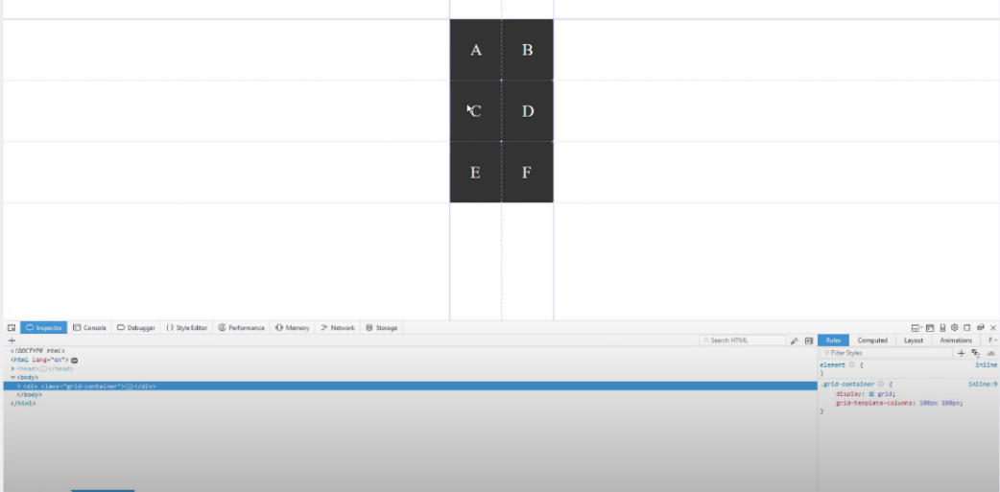 A B
C D
E F
Inspector Console Debugger Style Editor Performance Memory Network Storage
+ Search HTML Rules Computed Layout Animations F
<!DOCTYPE html>
<html lang="en">
<head> </head>
<body>
<div class="grid-container"> </div>
</body>
</html>
Filter Styles + .cls
element { inline
}
.grid-container { inline:9
display: grid;
grid-template-columns: 100px 100px;
}